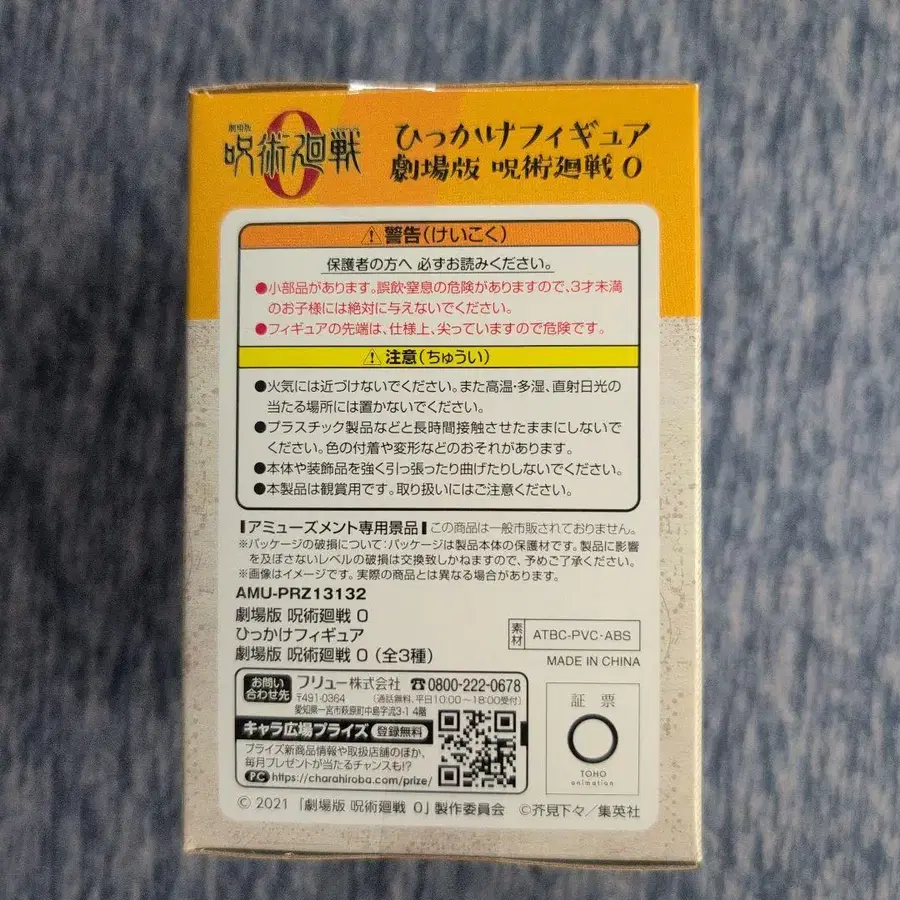 劇場版
呪術廻戦
0
ひっかけフィギュア
劇場版 呪術廻戦 0
⚠警告(けいこく)
保護者の方へ 必ずお読みください。
●小部品があります。誤飲・窒息の危険がありますので、3才未満
のお子様には絶対に与えないでください。
●フィギュアの先端は、仕様上、尖っていますので危険です。
⚠注意(ちゅうい)
●火気には近づけないでください。また高温・多湿、直射日光の
当たる場所には置かないでください。
●プラスチック製品などと長時間接触させたままにしないで
ください。色の付着や変形などのおそれがあります。
●本体や装飾品を強く引っ張ったり曲げたりしないでください。
●本製品は観賞用です。取り扱いにはご注意ください。
アミューズメント専用景品 この商品は一般市販されておりません。
※パッケージの破損について:パッケージは製品本体の保護材です。製品に影響
を及ぼさないレベルの破損は交換致しかねますので、予めご了承ください。
※画像はイメージです。実際の商品とは異なる場合があります。
AMU-PRZ13132
劇場版 呪術廻戦 0
ひっかけフィギュア
劇場版 呪術廻戦 0 (全3種)
素材 ATBC-PVC-ABS
MADE IN CHINA
お問い合わせ先 フリュー株式会社 ☎0800-222-0678
〒491-0364 (通話無料、平日10:00~18:00受付)
愛知県一宮市萩原町中島字流3-1 4階
キャラ広場プライズ 登録無料
プライズ新商品情報や取扱店舗のほか、
毎月プレゼントが当たるチャンスも!?
PC https://charahiroba.com/prize/
証票
TOHO
animation
© 2021 「劇場版 呪術廻戦 0」製作委員会 ©芥見下々/集英社